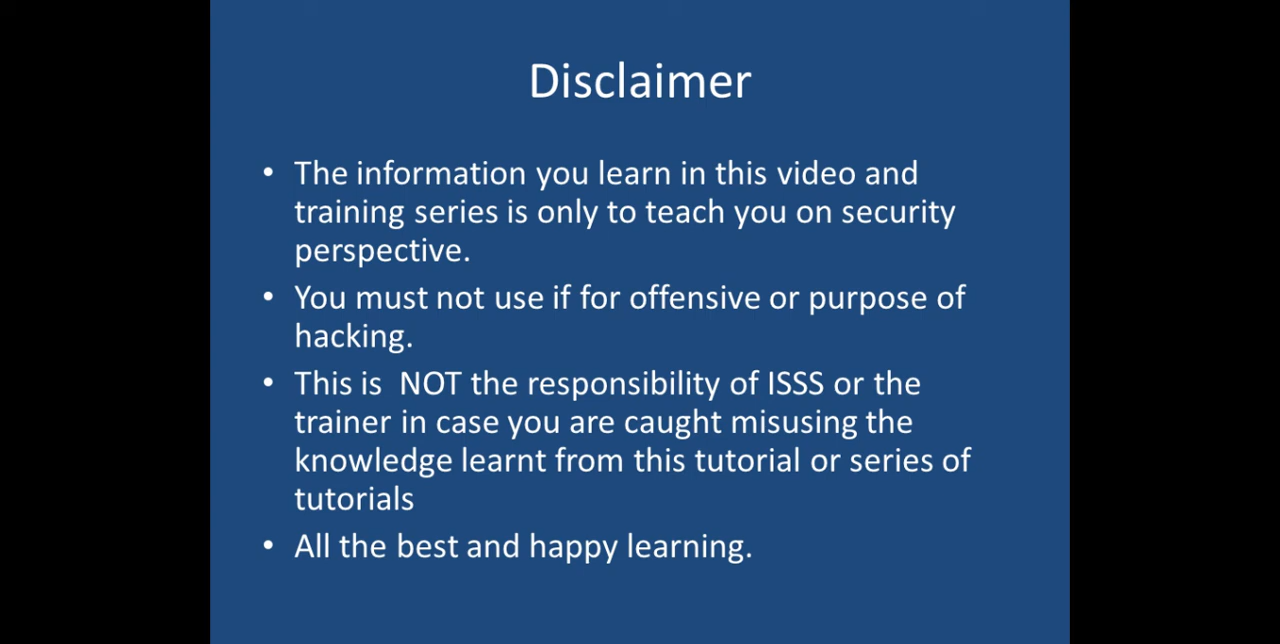 Disclaimer
• The information you learn in this video and
training series is only to teach you on security
perspective.
• You must not use if for offensive or purpose of
hacking.
• This is  NOT the responsibility of ISSS or the
trainer in case you are caught misusing the
knowledge learnt from this tutorial or series of
tutorials
• All the best and happy learning.